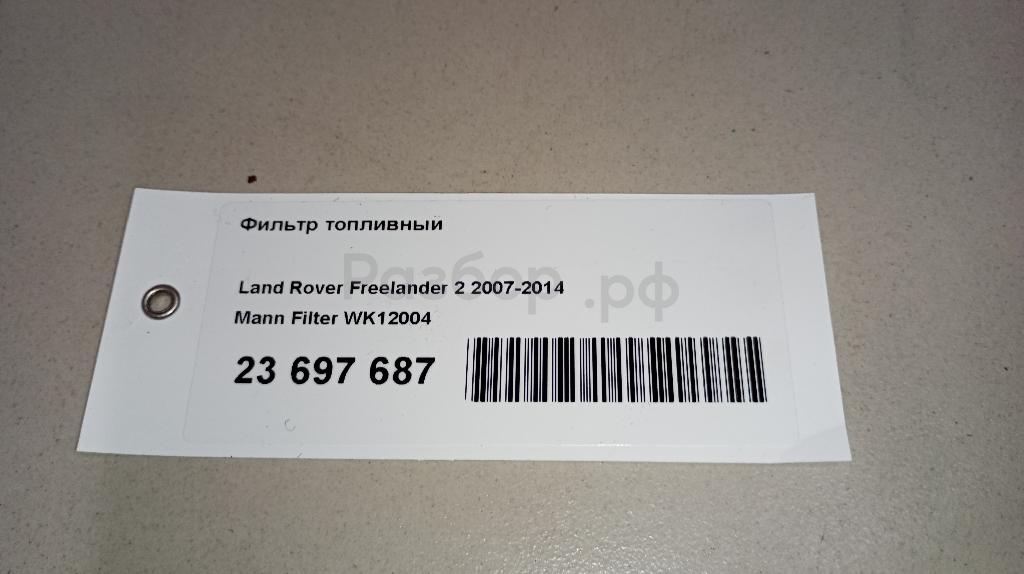 Фильтр топливный
Разбор.рф
Land Rover Freelander 2 2007-2014
Mann Filter WK12004
23 697 687